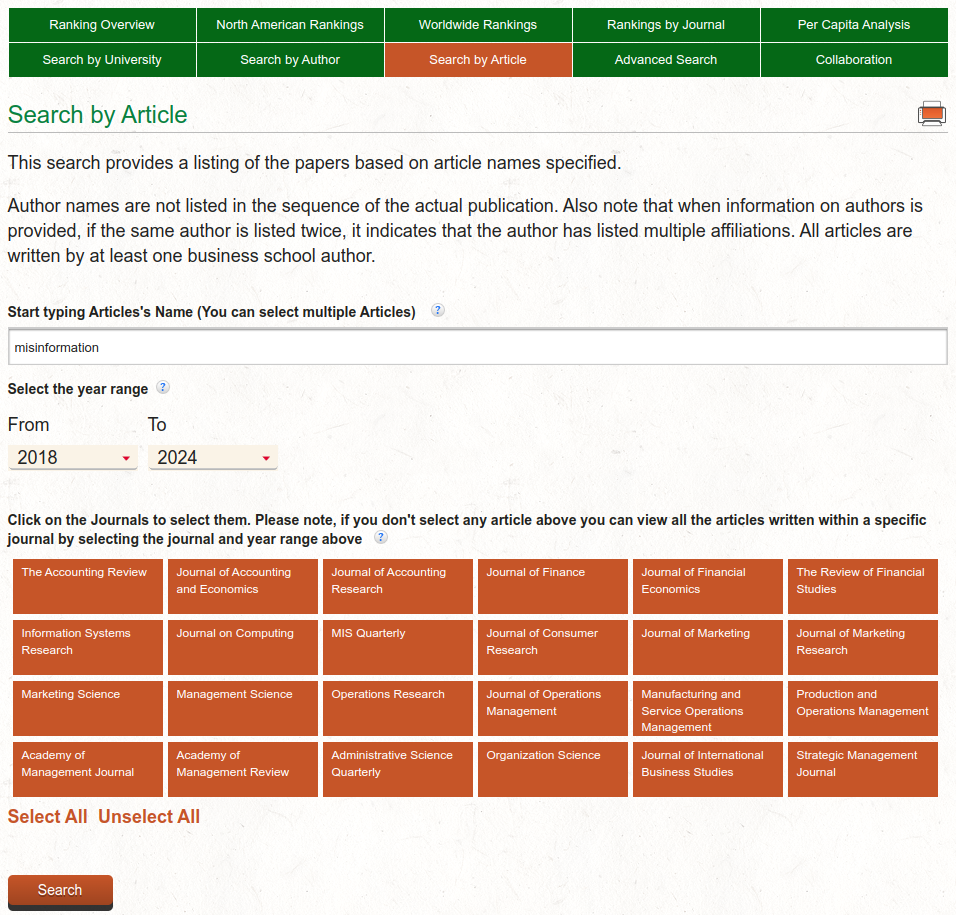 Ranking Overview North American Rankings Worldwide Rankings Rankings by Journal Per Capita Analysis
Search by University Search by Author Search by Article Advanced Search Collaboration
Search by Article
This search provides a listing of the papers based on article names specified.
Author names are not listed in the sequence of the actual publication. Also note that when information on authors is
provided, if the same author is listed twice, it indicates that the author has listed multiple affiliations. All articles are
written by at least one business school author.
Start typing Articles's Name (You can select multiple Articles) ?
misinformation
Select the year range ?
From To
2018 2024
Click on the Journals to select them. Please note, if you don't select any article above you can view all the articles written within a specific
journal by selecting the journal and year range above ?
The Accounting Review
Journal of Accounting
and Economics
Journal of Accounting
Research
Journal of Finance
Journal of Financial
Economics
The Review of Financial
Studies
Information Systems
Research
Journal on Computing
MIS Quarterly
Journal of Consumer
Research
Journal of Marketing
Journal of Marketing
Research
Marketing Science
Management Science
Operations Research
Journal of Operations
Management
Manufacturing and
Service Operations
Management
Production and
Operations Management
Academy of
Management Journal
Academy of
Management Review
Administrative Science
Quarterly
Organization Science
Journal of International
Business Studies
Strategic Management
Journal
Select All Unselect All
Search